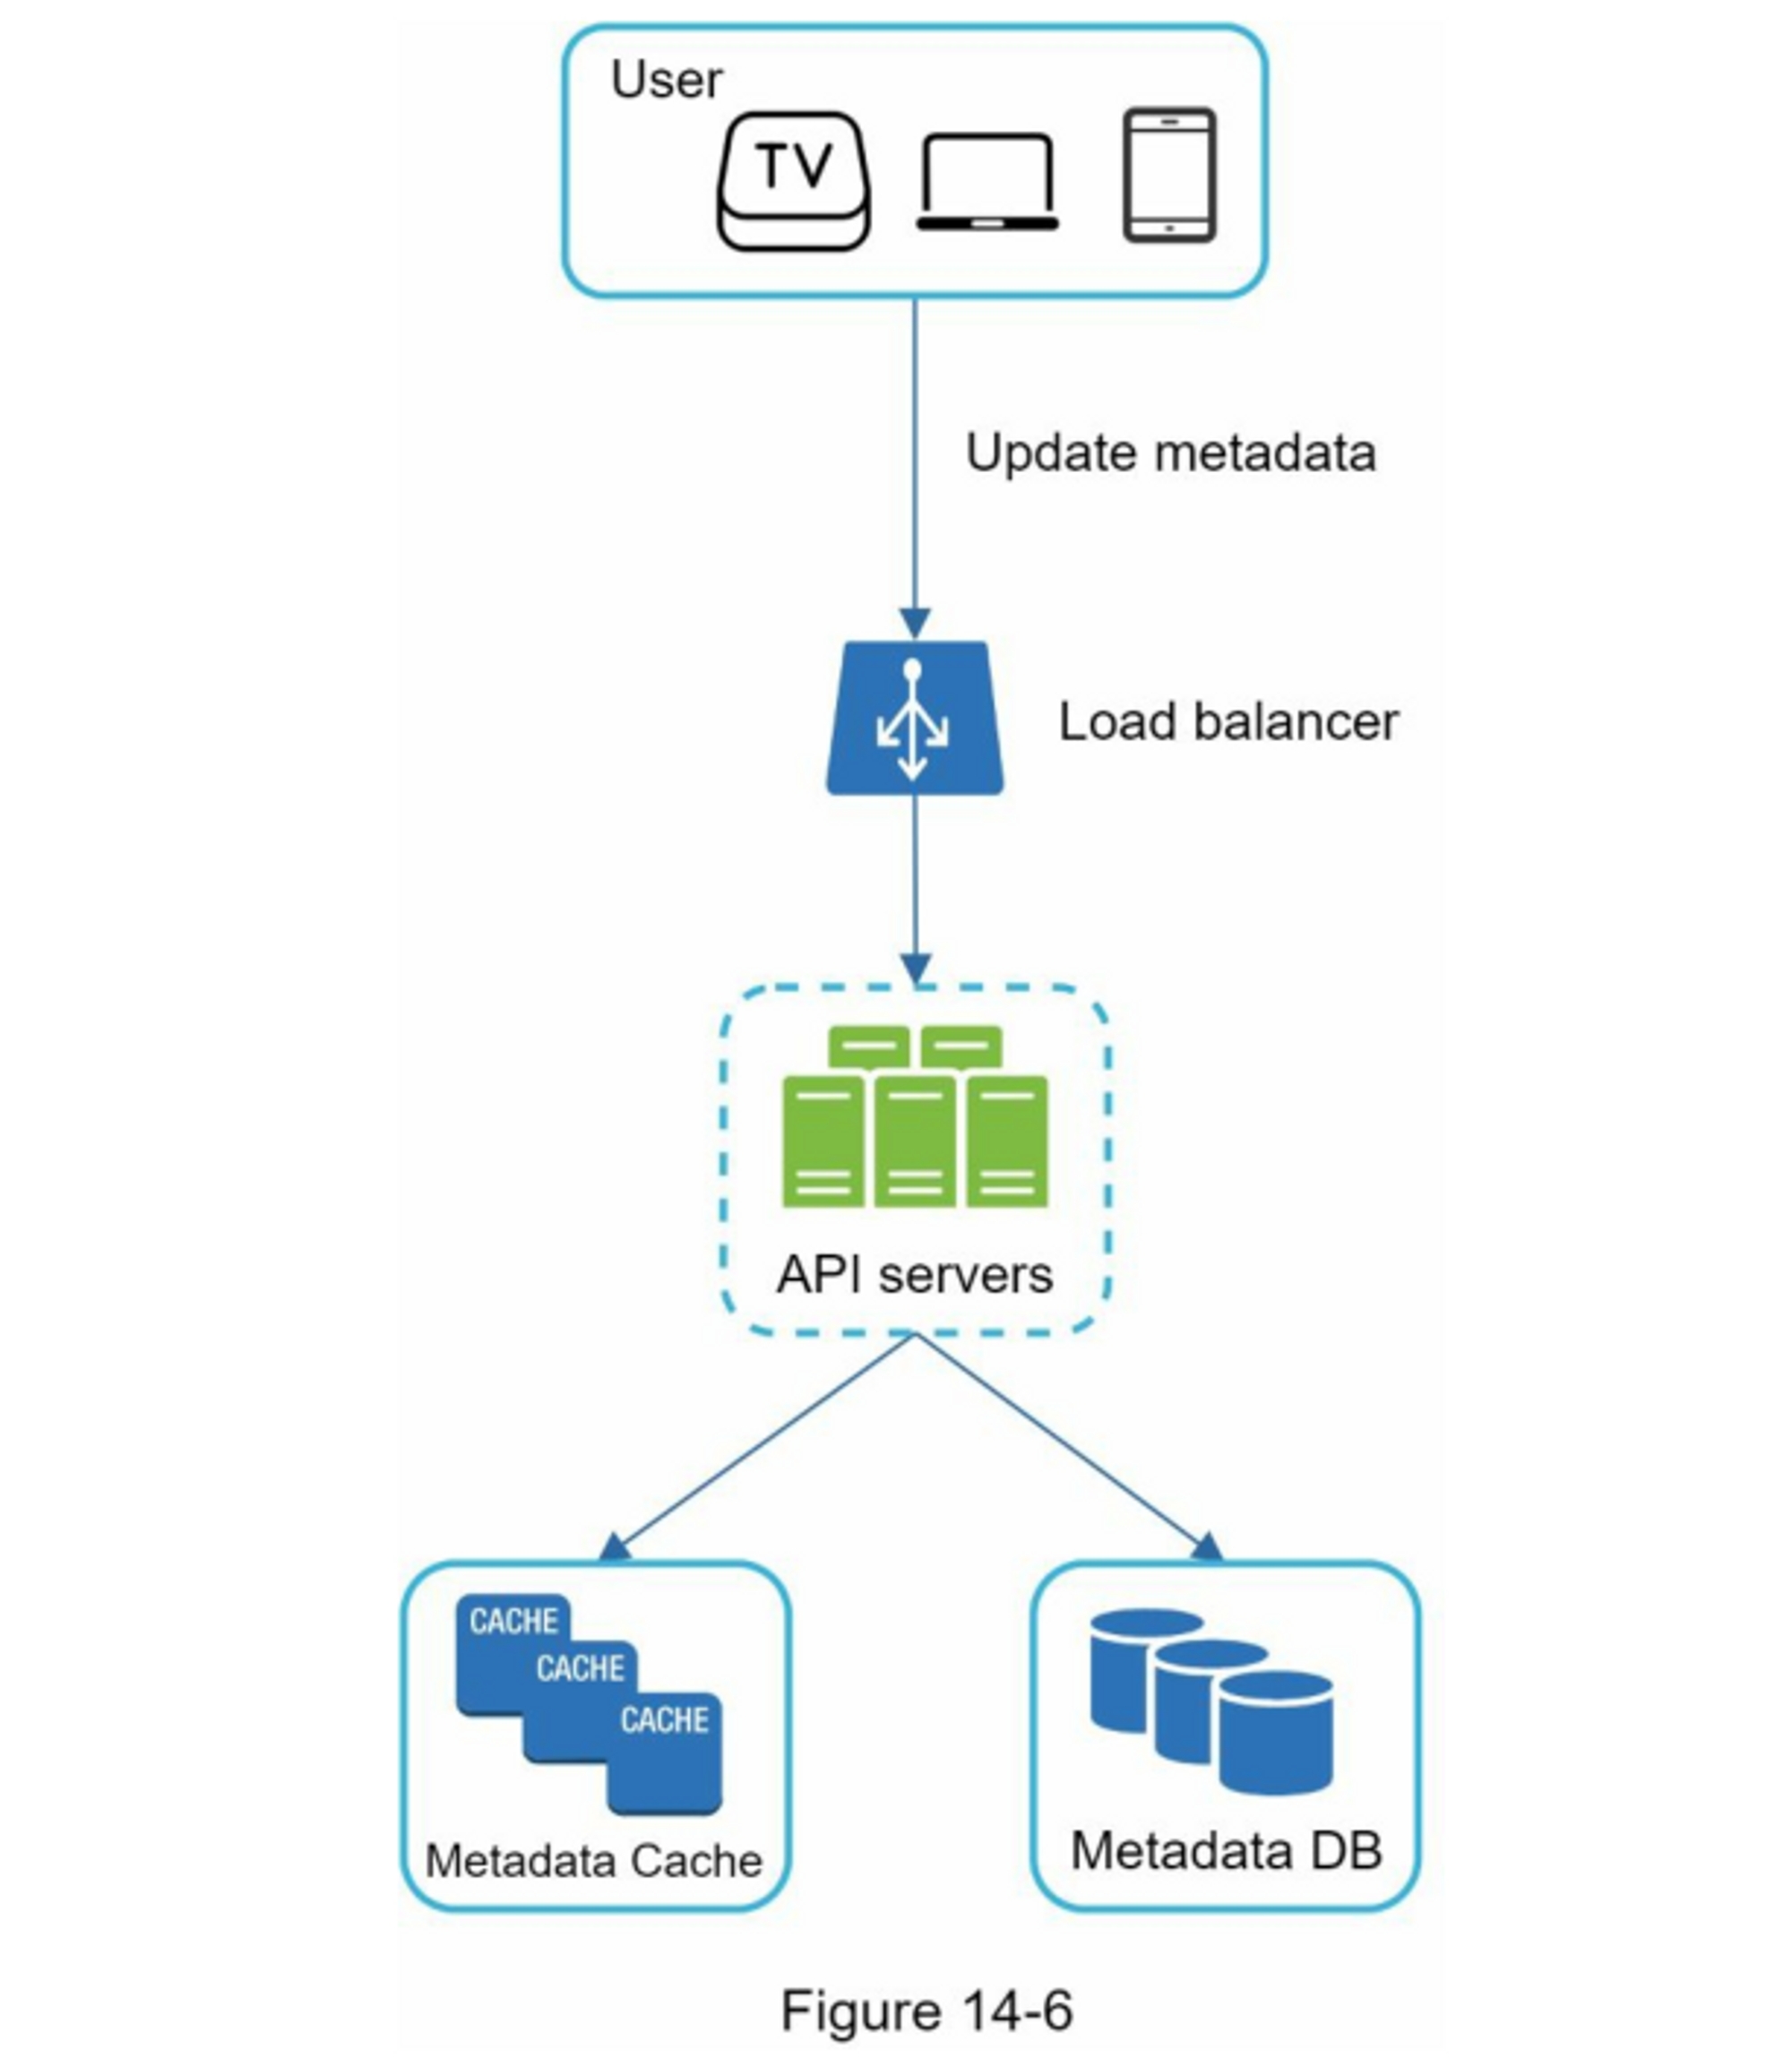 User
TV
Update metadata
Load balancer
API servers
CACHE
CACHE
CACHE
Metadata Cache
Metadata DB
Figure 14-6